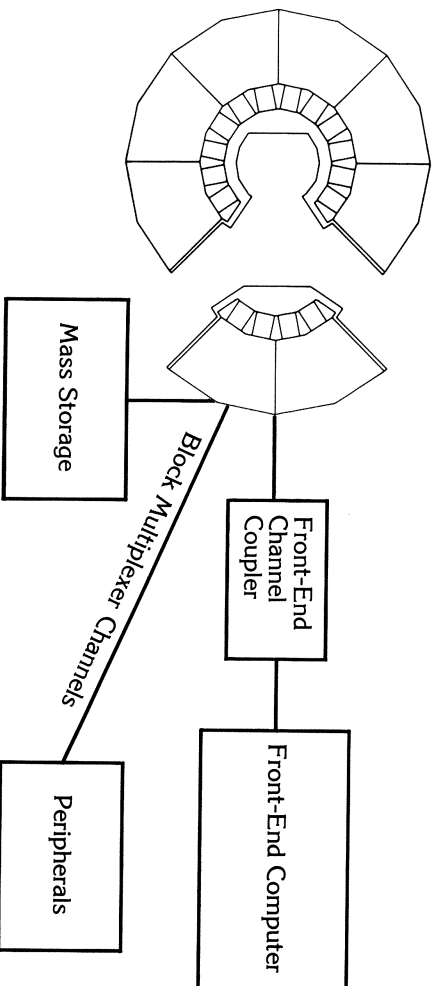 Front-End
Channel
Coupler
Front-End Computer
Mass Storage
Block Multiplexer Channels
Peripherals